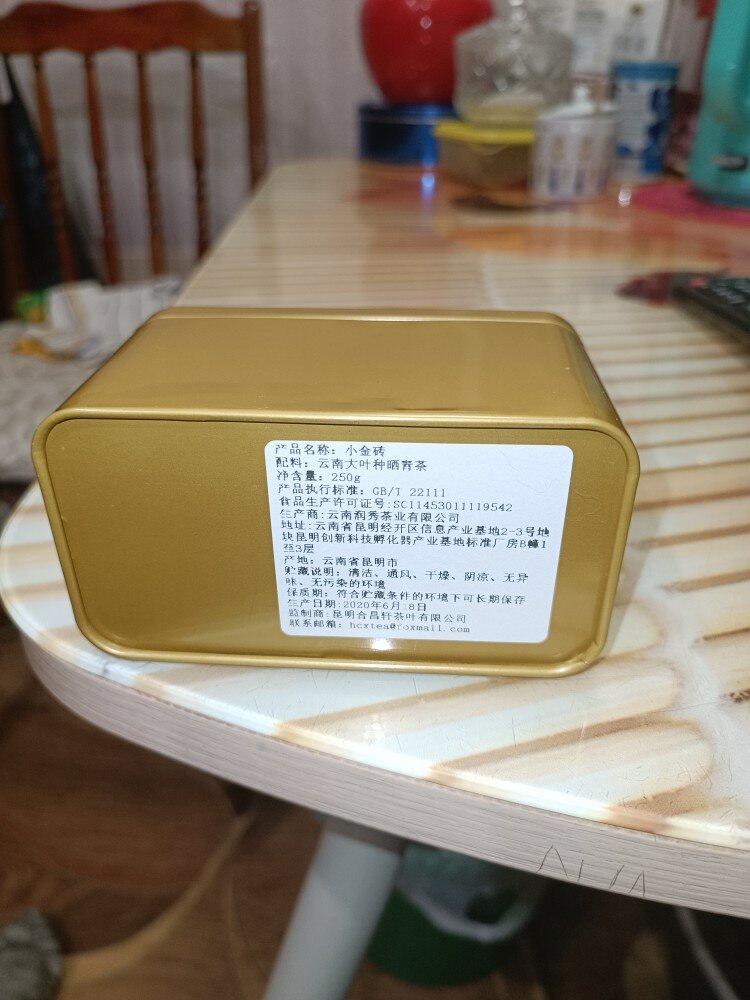 产品名称：小金砖
配料：云南大叶种晒青茶
净含量：250g
产品执行标准：GB/T 22111
食品生产许可证号:SC11453011119542
生产商:云南润秀茶业有限公司
地址:云南省昆明经开区信息产业基地2-3号地
块昆明创新科技孵化器产业基地标准厂房B幢1
至3层
产地：云南省昆明市
贮藏说明：清洁、通风、干燥、阴凉、无异
味、无污染的环境
保质期：符合贮藏条件的环境下可长期保存
生产日期:2020年6月18日
监制商:昆明合昌轩茶叶有限公司
联系邮箱：hcxtea@foxmail.com